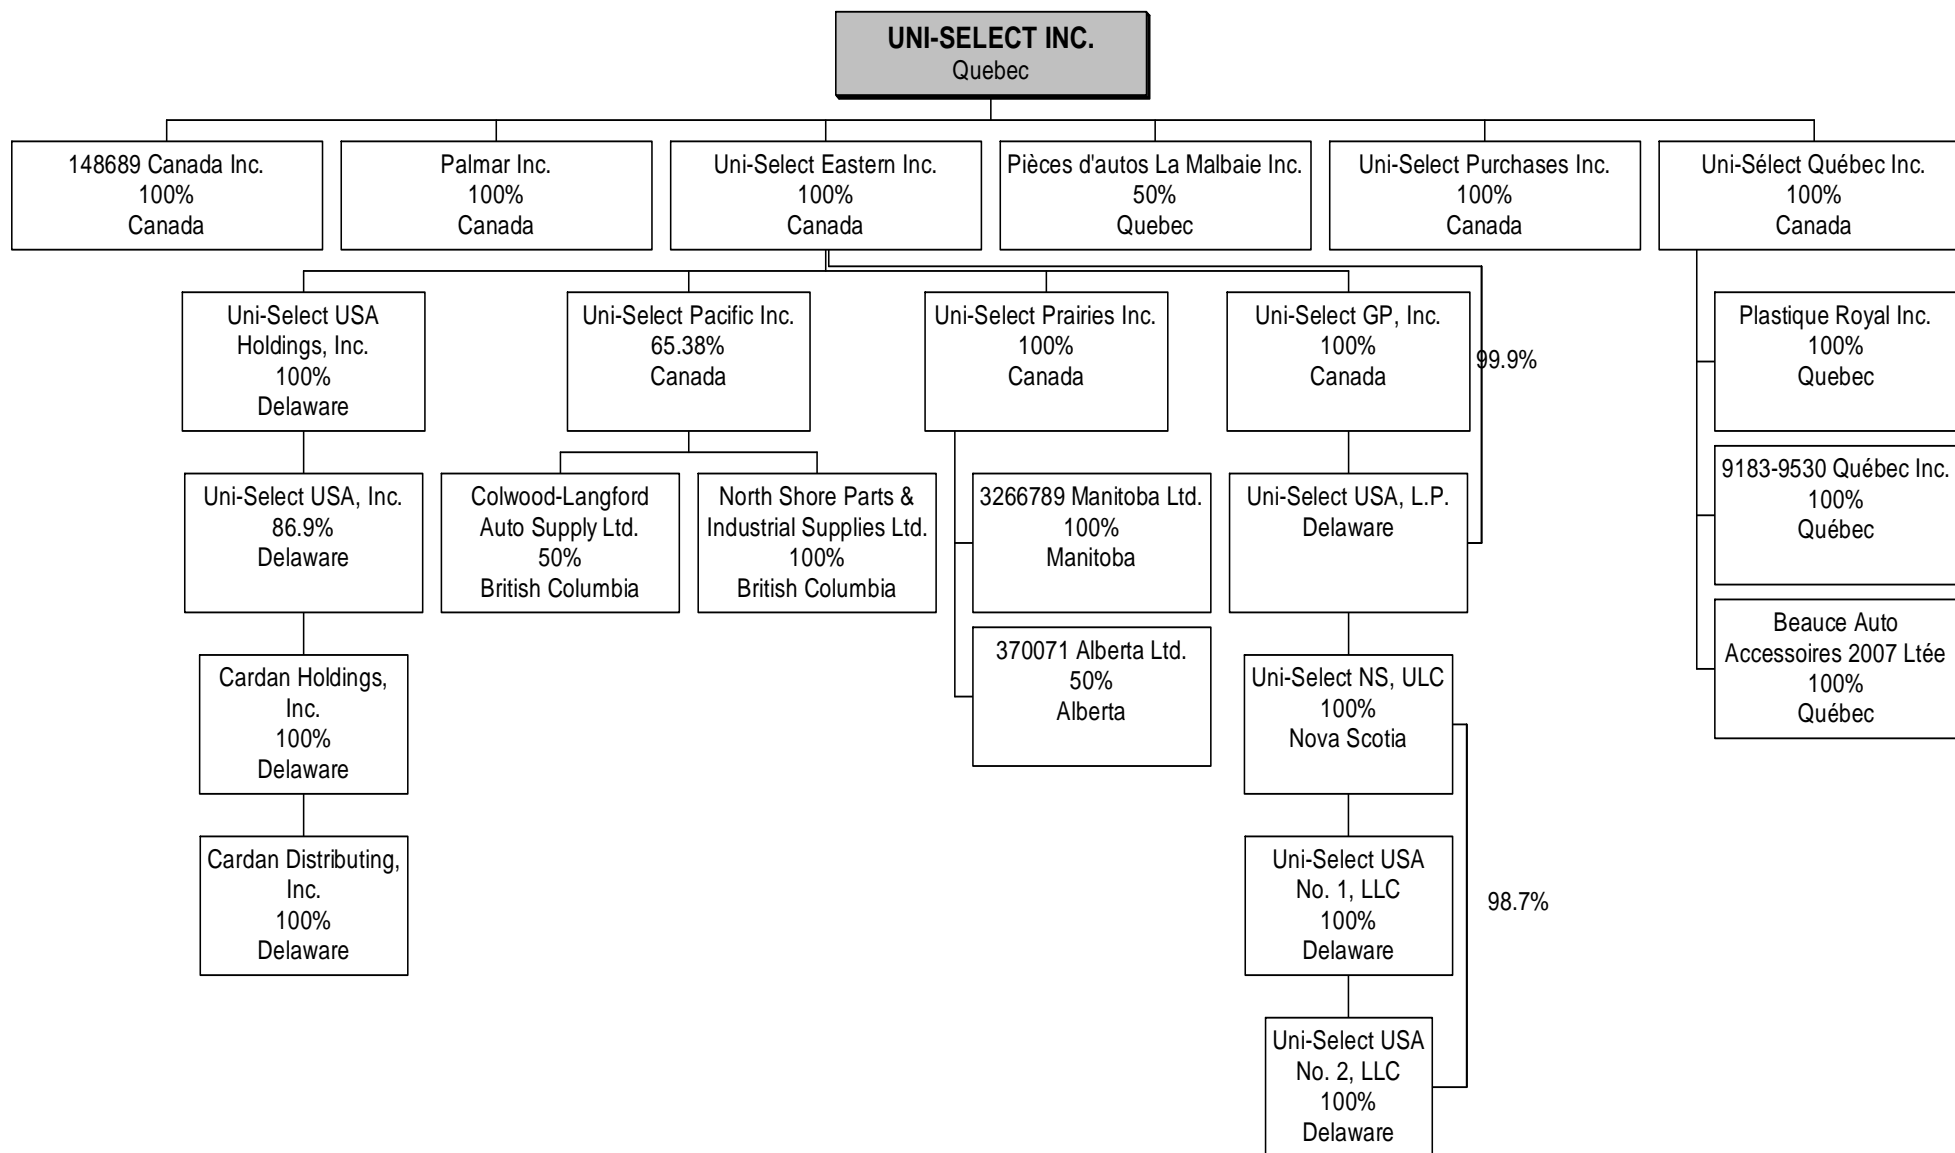 UNI-SELECT INC.
Quebec
148689 Canada Inc.
100%
Canada
Palmar Inc.
100%
Canada
Uni-Select Eastern Inc.
100%
Canada
Pièces d'autos La Malbaie Inc.
50%
Quebec
Uni-Select Purchases Inc.
100%
Canada
Uni-Sélect Québec Inc.
100%
Canada
Uni-Select USA
Holdings, Inc.
100%
Delaware
Uni-Select Pacific Inc.
65.38%
Canada
Uni-Select Prairies Inc.
100%
Canada
Uni-Select GP, Inc.
100%
Canada
99.9%
Plastique Royal Inc.
100%
Quebec
Uni-Select USA, Inc.
86.9%
Delaware
Colwood-Langford
Auto Supply Ltd.
50%
British Columbia
North Shore Parts &
Industrial Supplies Ltd.
100%
British Columbia
3266789 Manitoba Ltd.
100%
Manitoba
Uni-Select USA, L.P.
Delaware
9183-9530 Québec Inc.
100%
Québec
Cardan Holdings,
Inc.
100%
Delaware
370071 Alberta Ltd.
50%
Alberta
Uni-Select NS, ULC
100%
Nova Scotia
Beauce Auto
Accessoires 2007 Ltée
100%
Québec
Cardan Distributing,
Inc.
100%
Delaware
Uni-Select USA
No. 1, LLC
100%
Delaware
98.7%
Uni-Select USA
No. 2, LLC
100%
Delaware